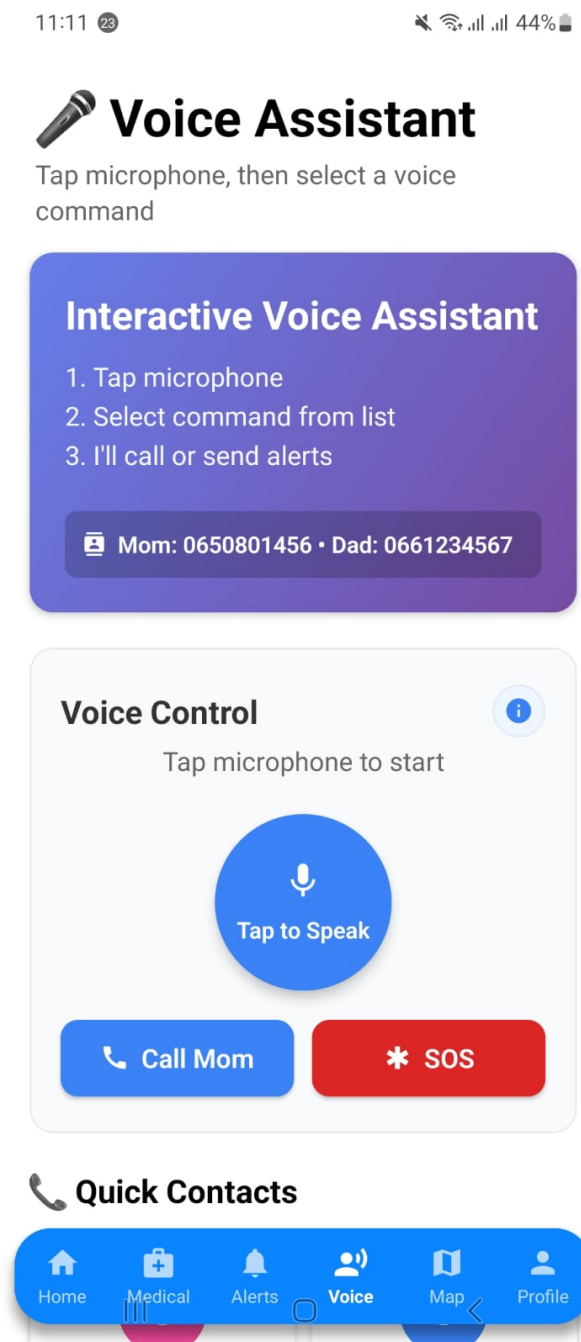 11:11 23 44%
Voice Assistant
Tap microphone, then select a voice
command
Interactive Voice Assistant
1. Tap microphone
2. Select command from list
3. I'll call or send alerts
Mom: 0650801456 • Dad: 0661234567
Voice Control
Tap microphone to start
Tap to Speak
Call Mom
SOS
Quick Contacts
Home Medical Alerts Voice Map Profile